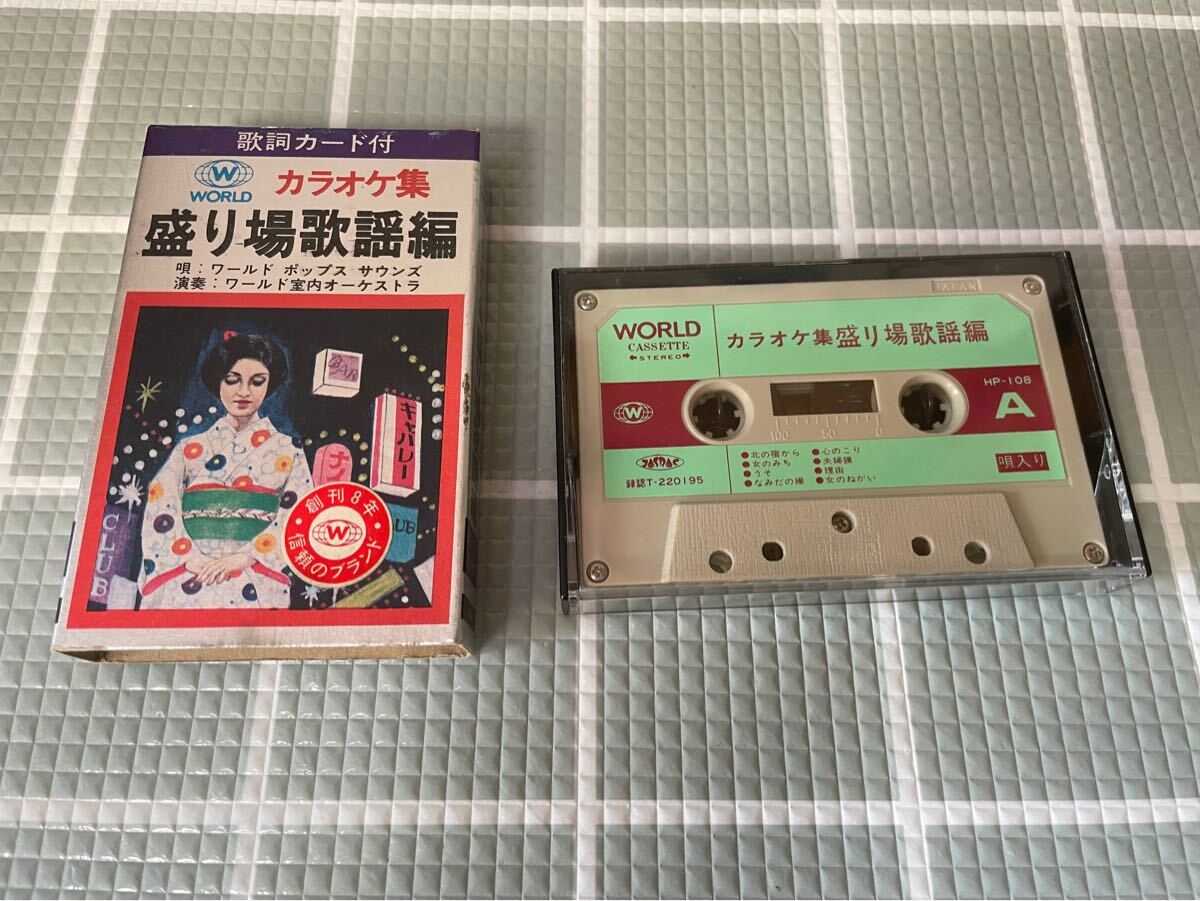 歌詞カード付
W
WORLD
カラオケ集
盛り場歌謡編
唄:ワールド ポップス サウンズ
演奏:ワールド室内オーケストラ
BAR
キャバレー
ナ
CLUB
UB
・創刊8年・
W
信頼のブランド
JAPAN
WORLD
CASSETTE
STEREO
カラオケ集盛り場歌謡編
HP-108
W
A
100 50 0
JASRAC
録認T-220195
●北の宿から
●女のみち
●うそ
●なみだの操
●心のこり
●夫婦鏡
●理由
●女のねがい
唄入り